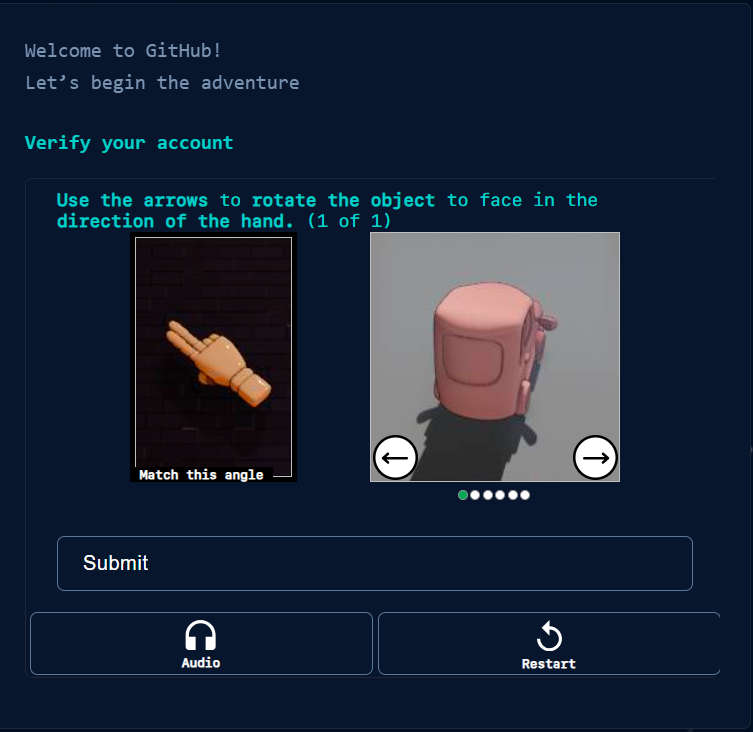 Welcome to GitHub!
Let’s begin the adventure
Verify your account
Use the arrows to rotate the object to face in the
direction of the hand. (1 of 1)
Match this angle
Submit
Audio
Restart